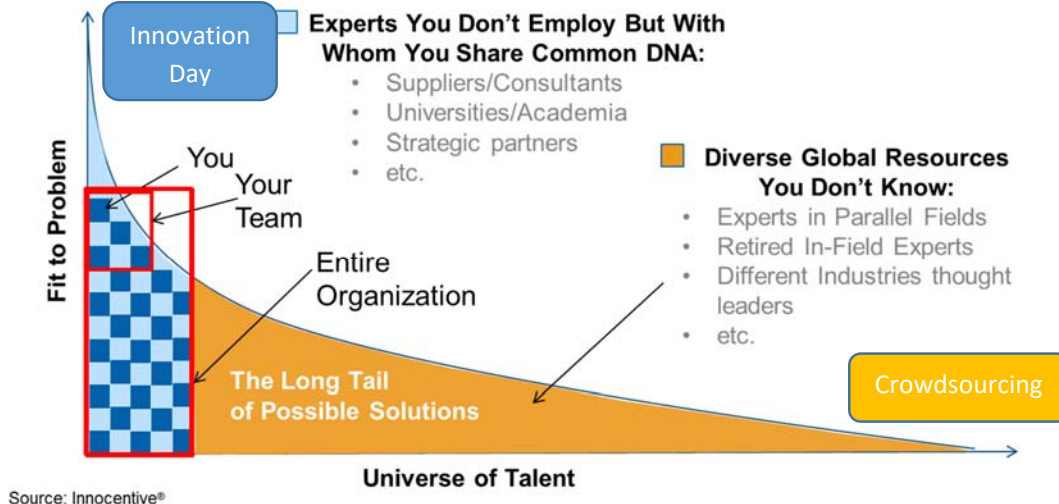 Innovation
Day
Experts You Don’t Employ But With
Whom You Share Common DNA:
• Suppliers/Consultants
• Universities/Academia
• Strategic partners
• etc.
Diverse Global Resources
You Don’t Know:
• Experts in Parallel Fields
• Retired In-Field Experts
• Different Industries thought
leaders
• etc.
You
Your
Team
Entire
Organization
Fit to Problem
The Long Tail
of Possible Solutions
Crowdsourcing
Universe of Talent
Source: Innocentive®